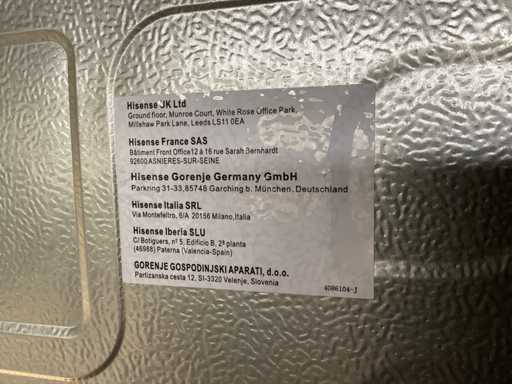 Hisense UK Ltd
Ground floor, Munroe Court, White Rose Office Park,
Millshaw Park Lane, Leeds LS11 0EA
Hisense France SAS
Bâtiment Front Office12 à 16 rue Sarah Bernhardt
92600 ASNIERES-SUR-SEINE
Hisense Gorenje Germany GmbH
Parkring 31-33,85748 Garching b. München, Deutschland
Hisense Italia SRL
Via Montefeltro, 6/A 20156 Milano,Italia
Hisense Iberia SLU
C/ Botiguers, nº 5, Edificio B, 2ª planta
(46988) Paterna (Valencia-Spain)
GORENJE GOSPODINJSKI APARATI, d.o.o.
Partizanska cesta 12, SI-3320 Velenje, Slovenia
4086104-J